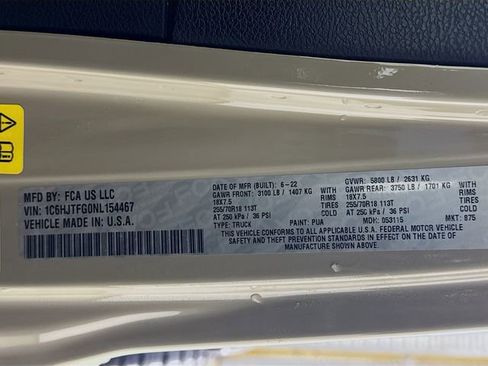 MFD BY: FCA US LLC
VIN: 1C6HJTFG0NL154467
VEHICLE MADE IN: U.S.A.
DATE OF MFR (BUILT): 6-22
GAWR FRONT: 3100 LB / 1407 KG WITH
18X7.5 RIMS
255/70R18 113T TIRES
AT 250 kPa / 36 PSI COLD
TYPE: TRUCK PAINT: PUA
GVWR: 5800 LB / 2631 KG
GAWR REAR: 3750 LB / 1701 KG WITH
18X7.5 RIMS
255/70R18 113T TIRES
AT 250 kPa / 36 PSI COLD
MDH: 053115 MKT: 875
THIS VEHICLE CONFORMS TO ALL APPLICABLE U.S.A. FEDERAL MOTOR VEHICLE
SAFETY, BUMPER AND THEFT PREVENTION STANDARDS IN EFFECT ON THE DATE OF
MANUFACTURE SHOWN ABOVE.